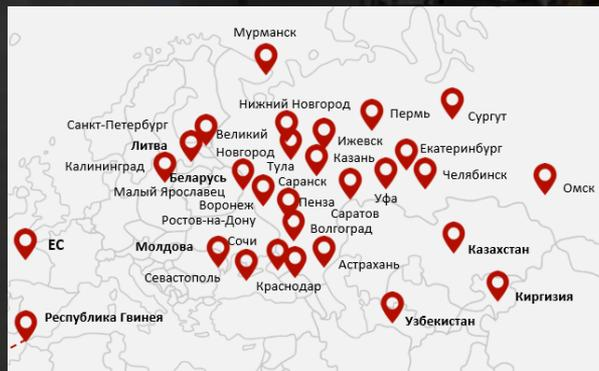 Мурманск
Нижний Новгород
Пермь
Сургут
Санкт-Петербург
Великий
Новгород
Литва
Ижевск
Казань
Екатеринбург
Калининград
Беларусь
Тула
Челябинск
Малый Ярославец
Саранск
Уфа
Омск
Воронеж
Пенза
Саратов
Ростов-на-Дону
Волгоград
ЕС
Молдова
Сочи
Казахстан
Астрахань
Севастополь
Краснодар
Киргизия
Республика Гвинея
Узбекистан